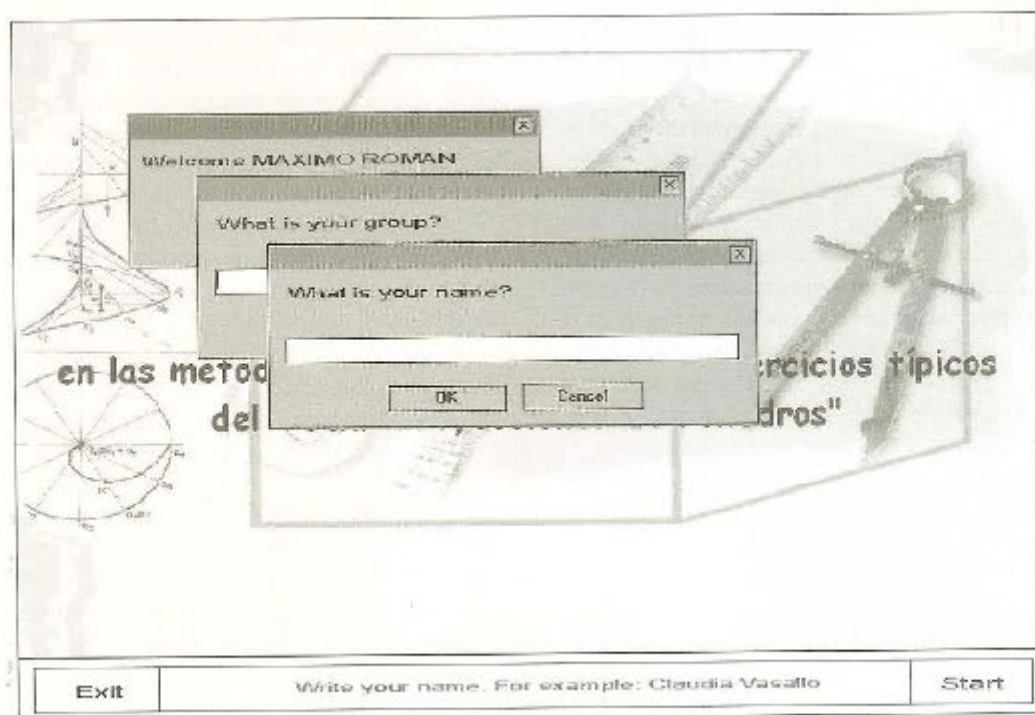 Welcome MAXIMO ROMAN
What is your group?
What is your name?
OK
Cancel
en las metod
ercicios típicos
del
dros"
Exit
Write your name. For example: Claudia Vasallo
Start